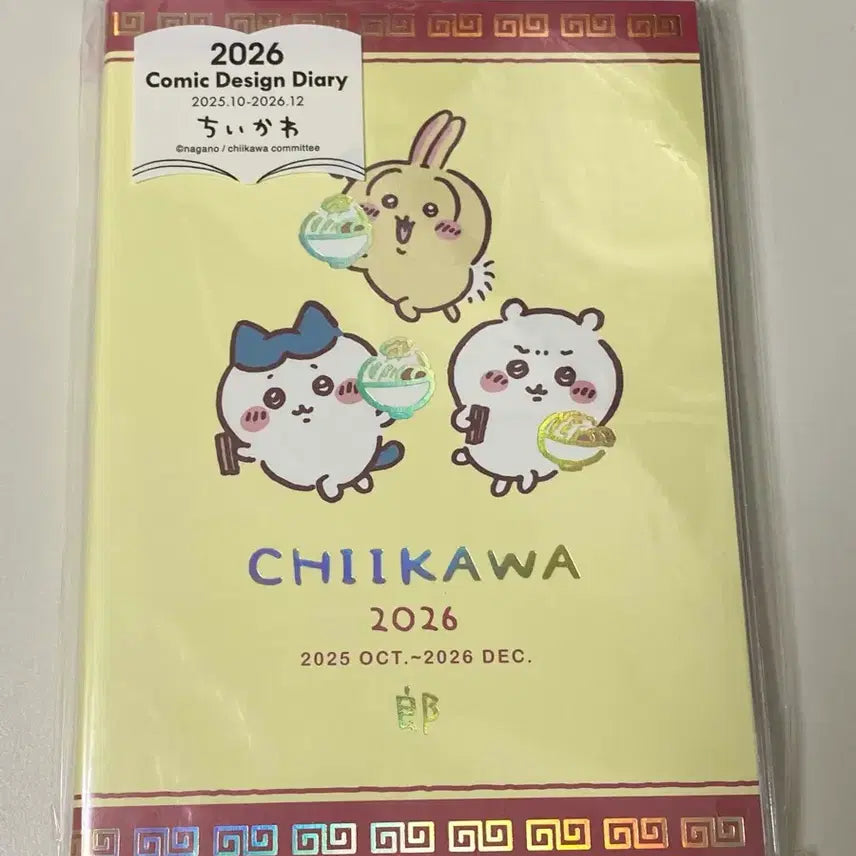 2026
Comic Design Diary
2025.10-2026.12
ちいかわ
©nagano / chiikawa committee
CHIIKAWA
2026
2025 OCT.~2026 DEC.
郎